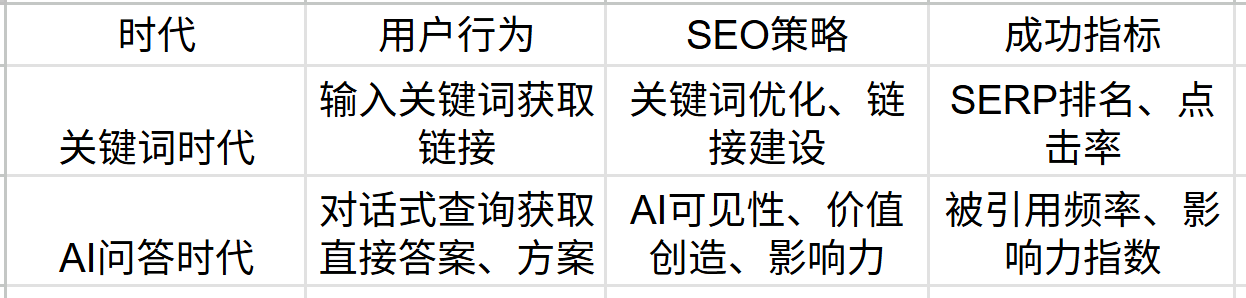 时代 用户行为 SEO策略 成功指标
关键词时代 输入关键词获取链接 关键词优化、链接建设 SERP排名、点击率
AI问答时代 对话式查询获取直接答案、方案 AI可见性、价值创造、影响力 被引用频率、影响力指数